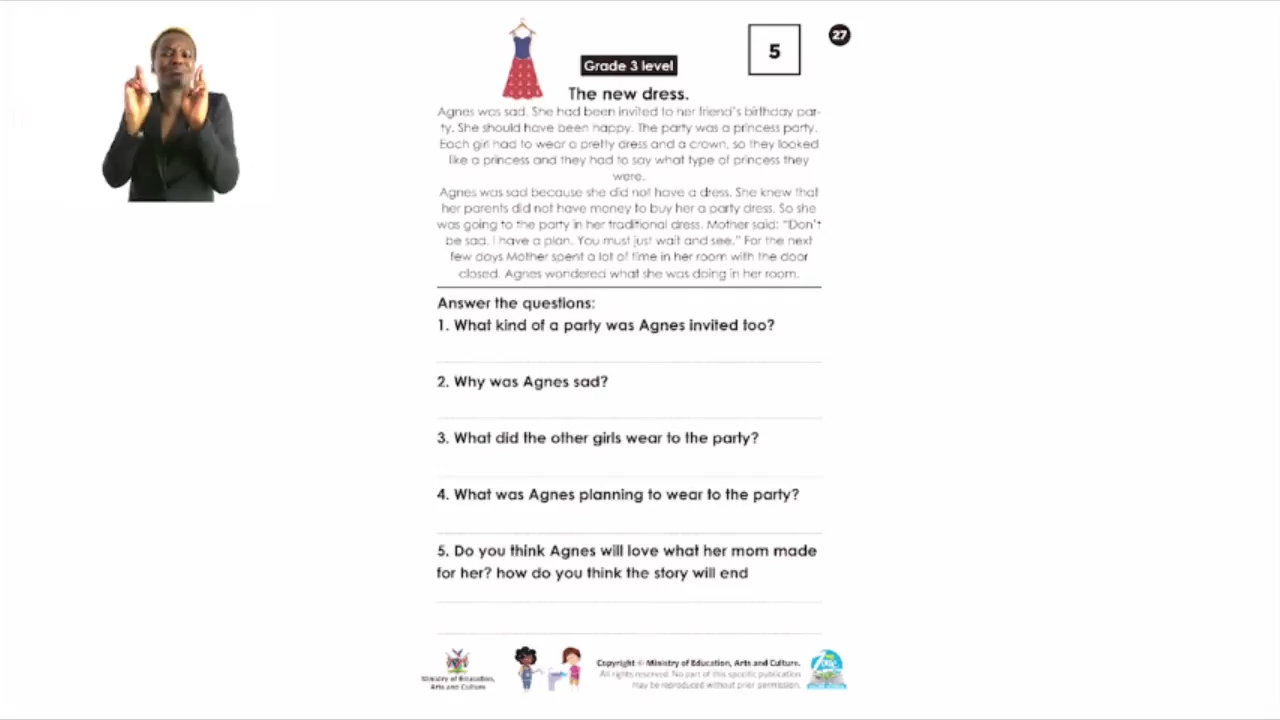 5
27
Grade 3 level
The new dress.
Agnes was sad. She had been invited to her friend's birthday par-
ty. She should have been happy. The party was a princess party.
Each girl had to wear a pretty dress and a crown, so they looked
like a princess and they had to say what type of princess they
were.
Agnes was sad because she did not have a dress. She knew that
her parents did not have money to buy her a party dress. So she
was going to the party in her traditional dress. Mother said: "Don't
be sad. I have a plan. You must just wait and see." For the next
few days Mother spent a lot of time in her room with the door
closed. Agnes wondered what she was doing in her room.
Answer the questions:
1. What kind of a party was Agnes invited too?
2. Why was Agnes sad?
3. What did the other girls wear to the party?
4. What was Agnes planning to wear to the party?
5. Do you think Agnes will love what her mom made
for her? how do you think the story will end
Ministry of Education,
Arts and Culture
Copyright © Ministry of Education, Arts and Culture.
All rights reserved. No part of this specific publication
may be reproduced without prior permission.